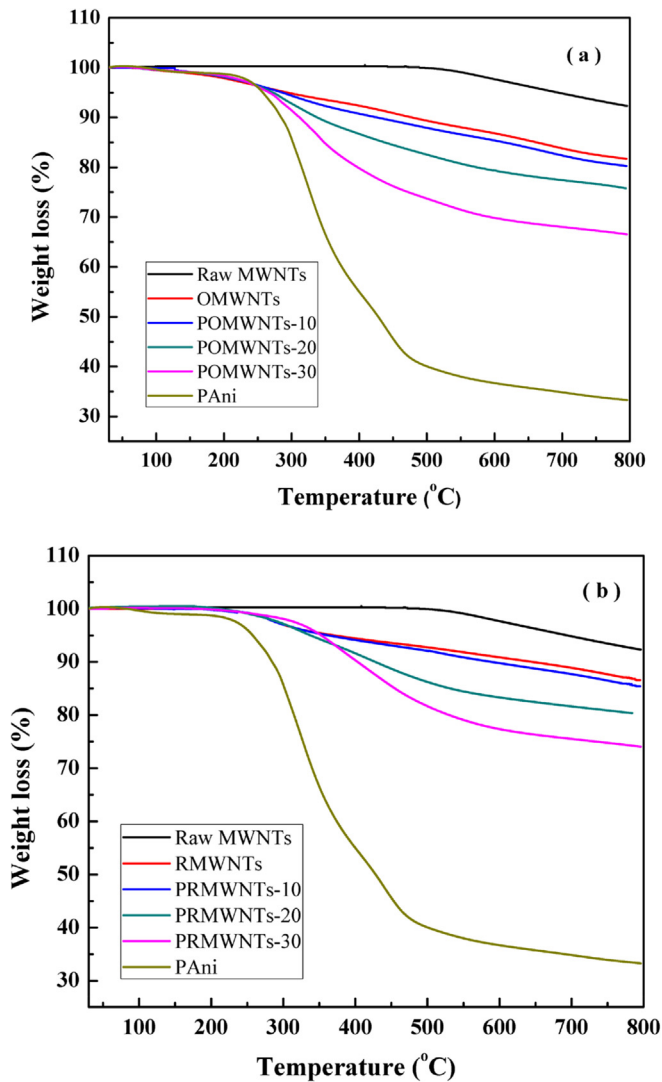 110
( a )
100
90
80
70
60
50
40
30
Weight loss (%)
Raw MWNTs
OMWNTs
POMWNTs-10
POMWNTs-20
POMWNTs-30
PAni
100 200 300 400 500 600 700 800
Temperature (°C)
110
( b )
100
90
80
70
60
50
40
30
Weight loss (%)
Raw MWNTs
RMWNTs
PRMWNTs-10
PRMWNTs-20
PRMWNTs-30
PAni
100 200 300 400 500 600 700 800
Temperature (°C)